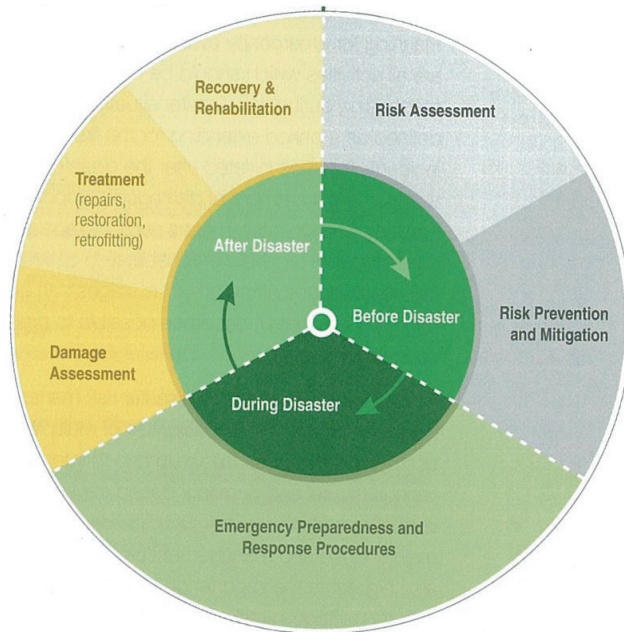 Recovery &
Rehabilitation
Risk Assessment
Treatment
(repairs,
restoration,
retrofitting)
After Disaster
Before Disaster
Risk Prevention
and Mitigation
Damage
Assessment
During Disaster
Emergency Preparedness and
Response Procedures